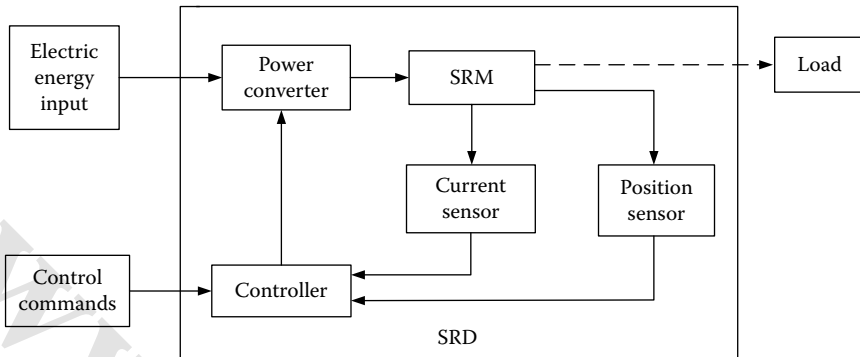 Electric
energy
input
Power
converter
SRM
Load
Current
sensor
Position
sensor
Control
commands
Controller
SRD